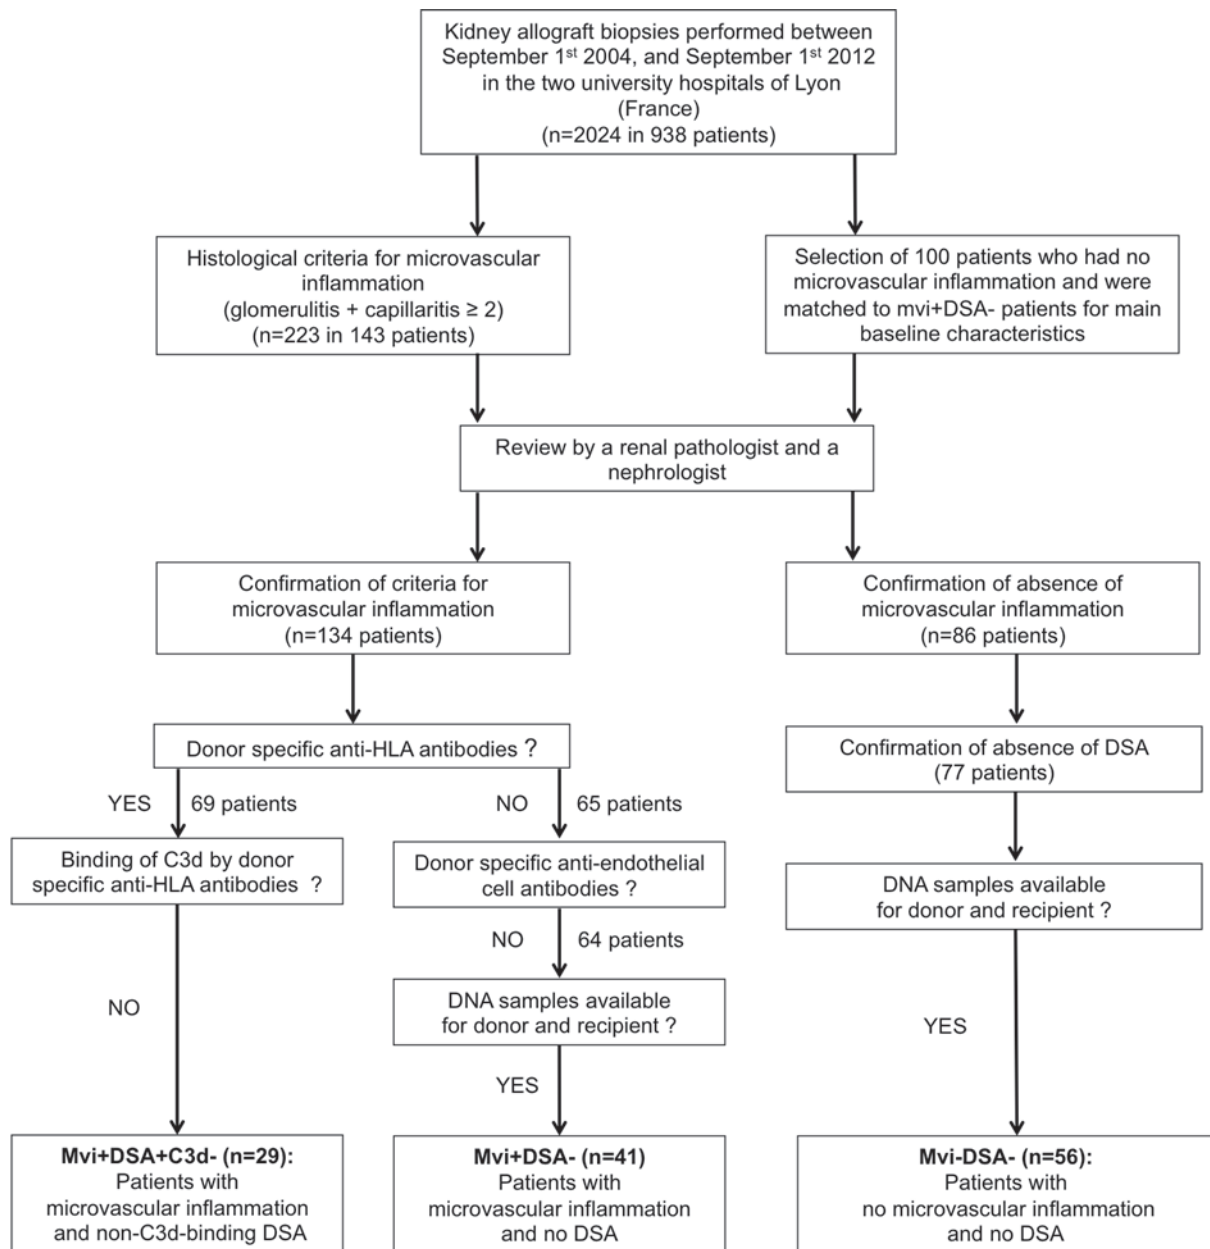 Kidney allograft biopsies performed between
September 1st 2004, and September 1st 2012
in the two university hospitals of Lyon
(France)
(n=2024 in 938 patients)
Histological criteria for microvascular
inflammation
(glomerulitis + capillaritis ≥ 2)
(n=223 in 143 patients)
Selection of 100 patients who had no
microvascular inflammation and were
matched to mvi+DSA- patients for main
baseline characteristics
Review by a renal pathologist and a
nephrologist
Confirmation of criteria for
microvascular inflammation
(n=134 patients)
Confirmation of absence of
microvascular inflammation
(n=86 patients)
Donor specific anti-HLA antibodies ?
Confirmation of absence of DSA
(77 patients)
YES 69 patients
NO 65 patients
Binding of C3d by donor
specific anti-HLA antibodies ?
Donor specific anti-endothelial
cell antibodies ?
DNA samples available
for donor and recipient ?
NO 64 patients
NO
DNA samples available
for donor and recipient ?
YES
YES
Mvi+DSA+C3d- (n=29):
Patients with
microvascular inflammation
and non-C3d-binding DSA
Mvi+DSA- (n=41)
Patients with
microvascular inflammation
and no DSA
Mvi-DSA- (n=56):
Patients with
no microvascular inflammation
and no DSA